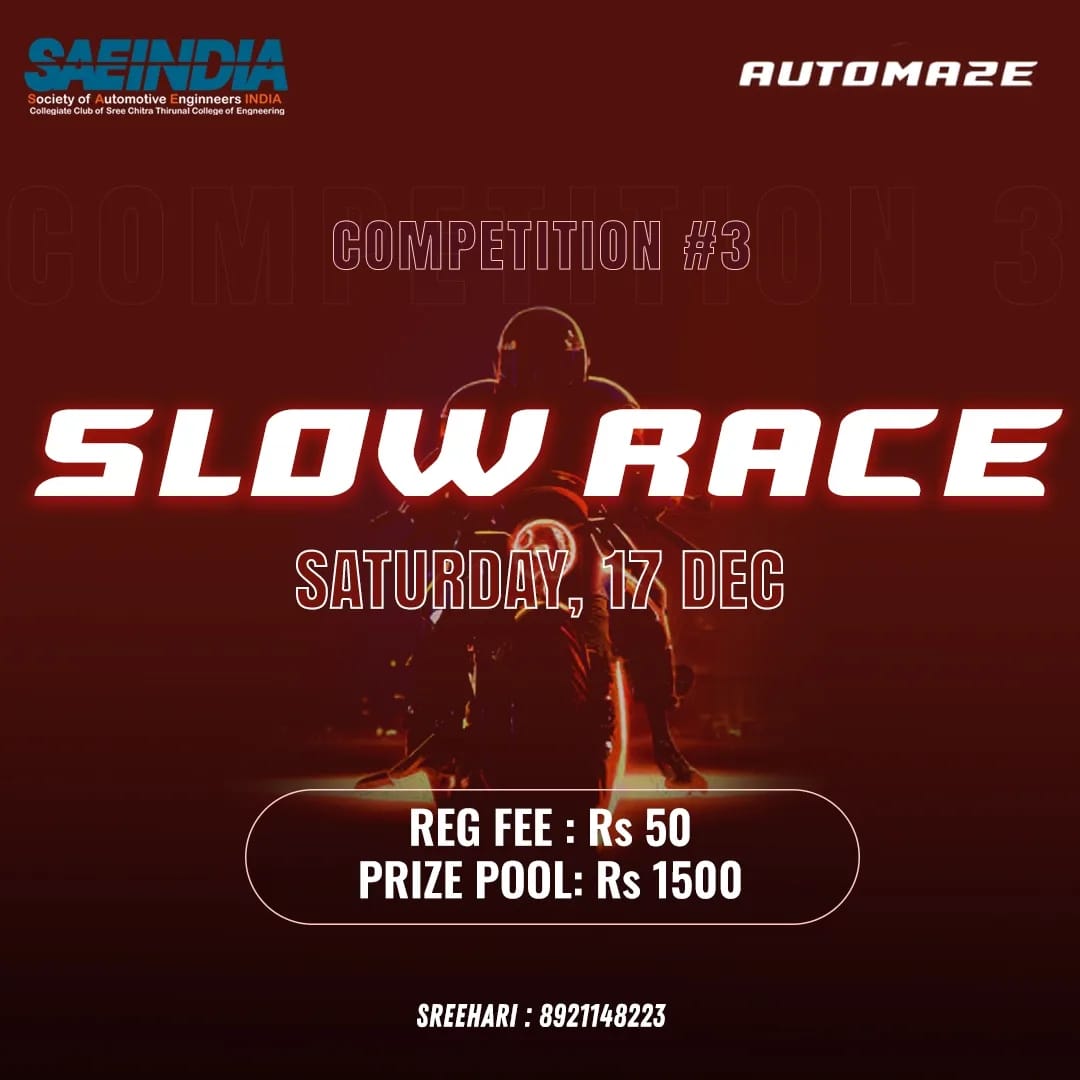 SAEINDIA
AUTOMAZE
Society of Automotive Enginneers INDIA
Collegiate Club of Sree Chitra Thirunal College of Engneering
COMPETITION 3
COMPETITION #3
SLOW RACE
SATURDAY, 17 DEC
REG FEE : Rs 50
PRIZE POOL: Rs 1500
SREEHARI : 8921148223